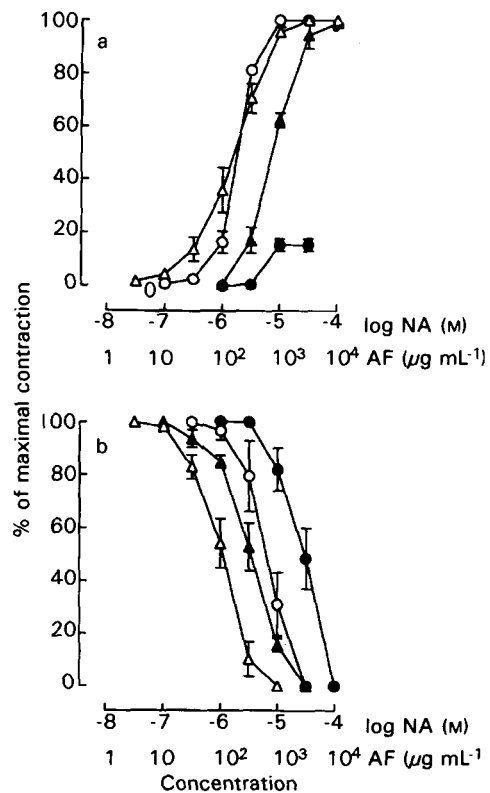 100
a
80
60
40
20
0
0
-8 -7 -6 -5 -4 log NA (M)
1 10 10² 10³ 10⁴ AF (µg mL⁻¹)
% of maximal contraction
100
b
80
60
40
20
0
-8 -7 -6 -5 -4 log NA (M)
1 10 10² 10³ 10⁴ AF (µg mL⁻¹
Concentration